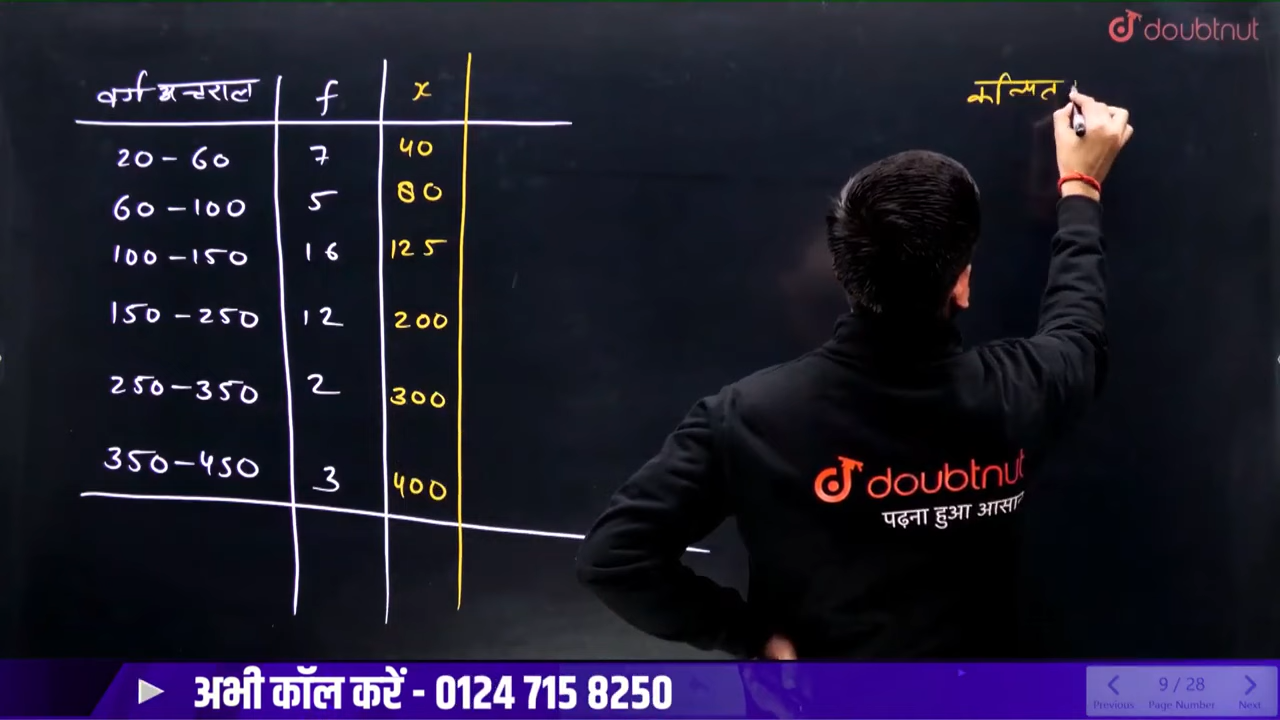 doubtnut
वर्ग अन्तराल f x
20 - 60 7 40
60 - 100 5 80
100 - 150 16 125
150 - 250 12 200
250 - 350 2 300
350 - 450 3 400
कल्पित
doubtnut
पढ़ना हुआ आसान
अभी कॉल करें - 0124 715 8250
9 / 28
Previous Page Number Next